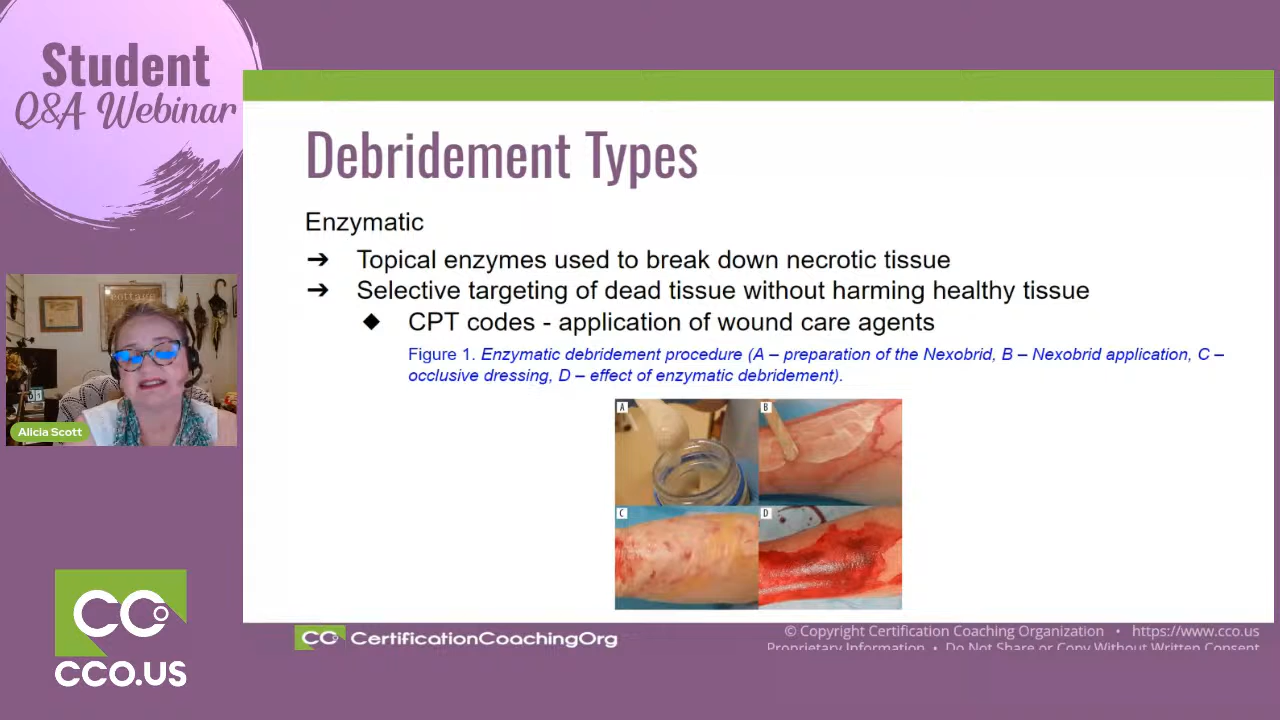 Student
Q&A Webinar
Debridement Types
Enzymatic
➔ Topical enzymes used to break down necrotic tissue
➔ Selective targeting of dead tissue without harming healthy tissue
◆ CPT codes - application of wound care agents
Figure 1. Enzymatic debridement procedure (A – preparation of the Nexobrid, B – Nexobrid application, C –
occlusive dressing, D – effect of enzymatic debridement).
A
B
C
D
cottage
Alicia Scott
CCO
CCO.US
CCO CertificationCoachingOrg
© Copyright Certification Coaching Organization • https://www.cco.us
Proprietary Information • Do Not Share or Copy Without Written Consent